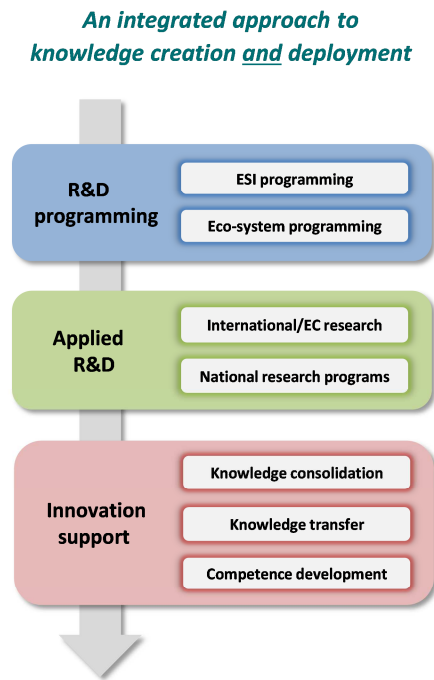 An integrated approach to
knowledge creation and deployment
R&D
programming
ESI programming
Eco-system programming
Applied
R&D
International/EC research
National research programs
Innovation
support
Knowledge consolidation
Knowledge transfer
Competence development